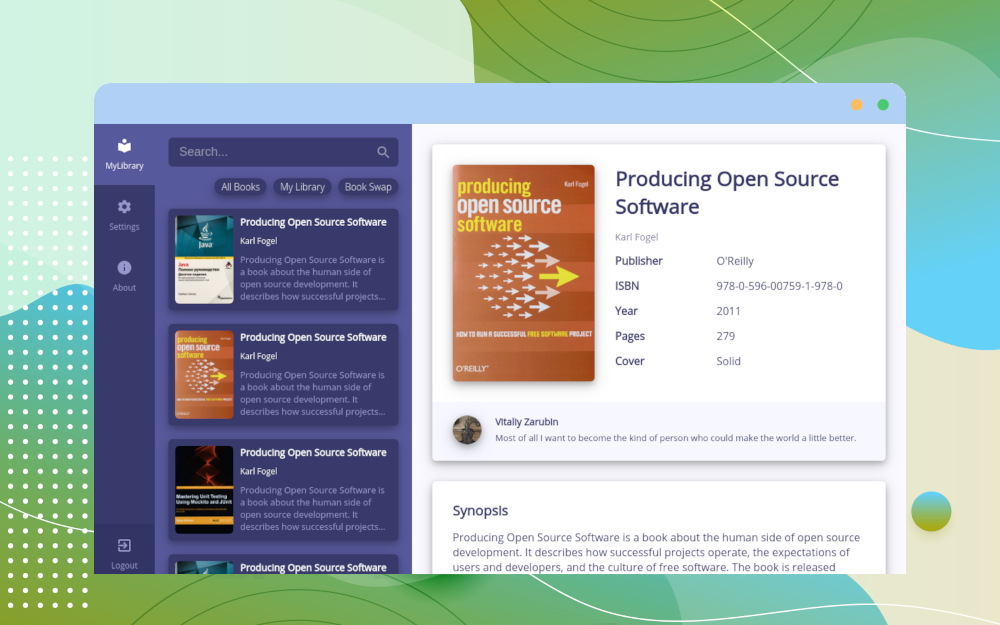 MyLibrary
Settings
About
Logout
Search...
All Books
My Library
Book Swap
Java
Java
Полное руководство
Producing Open Source Software
Karl Fogel
Producing Open Source Software is
a book about the human side of
open source development. It
describes how successful projects...
producing
open source
software
O'REILLY'
Producing Open Source Software
Karl Fogel
Producing Open Source Software is
a book about the human side of
open source development. It
describes how successful projects...
Mastering Unit Testing
Using Mockito and JUnit
Producing Open Source Software
Karl Fogel
Producing Open Source Software is
a book about the human side of
open source development. It
describes how successful projects...
Producing Open Source Software
producing
Karl Fogel
open source
software
HOW TO RUN A SUCCESSFUL FREE SOFTWARE PROJECT
O'REILLY'
Producing Open Source
Software
Karl Fogel
Publisher O'Reilly
ISBN 978-0-596-00759-1-978-0
Year 2011
Pages 279
Cover Solid
Vitaliy Zarubin
Most of all I want to become the kind of person who could make the world a little better.
Synopsis
Producing Open Source Software is a book about the human side of open source
development. It describes how successful projects operate, the expectations of
users and developers, and the culture of free software. The book is released